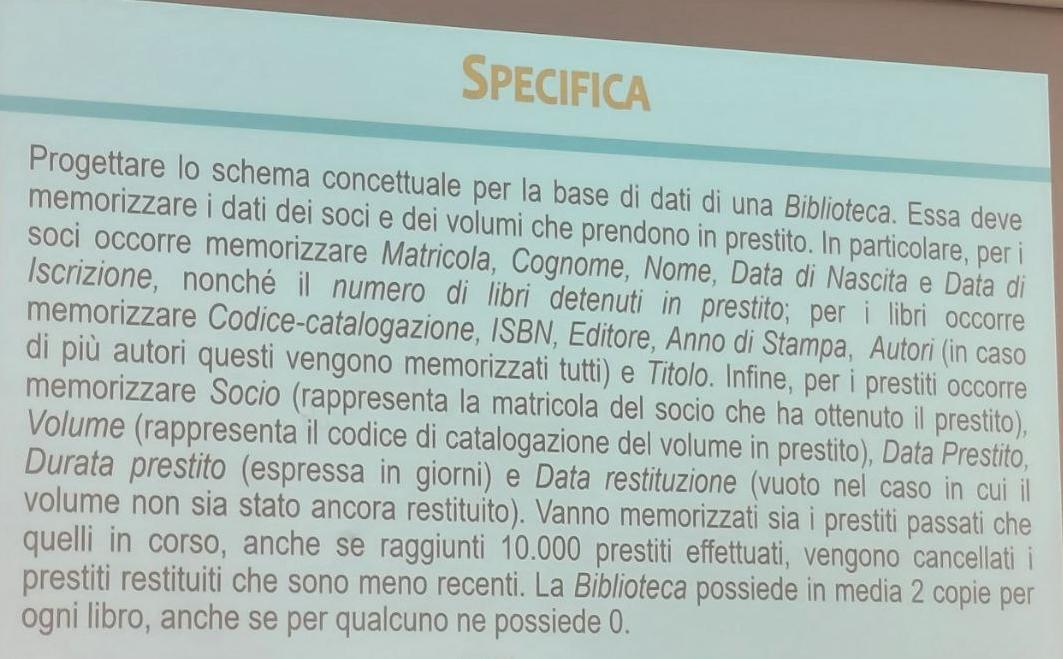 SPECIFICA
Progettare lo schema concettuale per la base di dati di una Biblioteca. Essa deve
memorizzare i dati dei soci e dei volumi che prendono in prestito. In particolare, per i
soci occorre memorizzare Matricola, Cognome, Nome, Data di Nascita e Data di
Iscrizione, nonché il numero di libri detenuti in prestito; per i libri occorre
memorizzare Codice-catalogazione, ISBN, Editore, Anno di Stampa, Autori (in caso
di più autori questi vengono memorizzati tutti) e Titolo. Infine, per i prestiti occorre
memorizzare Socio (rappresenta la matricola del socio che ha ottenuto il prestito),
Volume (rappresenta il codice di catalogazione del volume in prestito), Data Prestito,
Durata prestito (espressa in giorni) e Data restituzione (vuoto nel caso in cui il
volume non sia stato ancora restituito). Vanno memorizzati sia i prestiti passati che
quelli in corso, anche se raggiunti 10.000 prestiti effettuati, vengono cancellati i
prestiti restituiti che sono meno recenti. La Biblioteca possiede in media 2 copie per
ogni libro, anche se per qualcuno ne possiede 0.